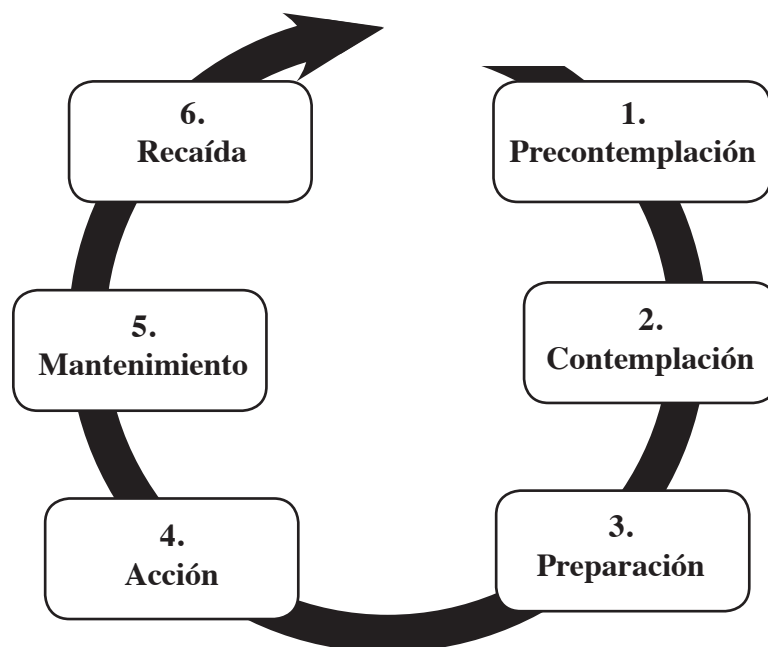 1.
Precontemplación
2.
Contemplación
3.
Preparación
4.
Acción
5.
Mantenimiento
6.
Recaída